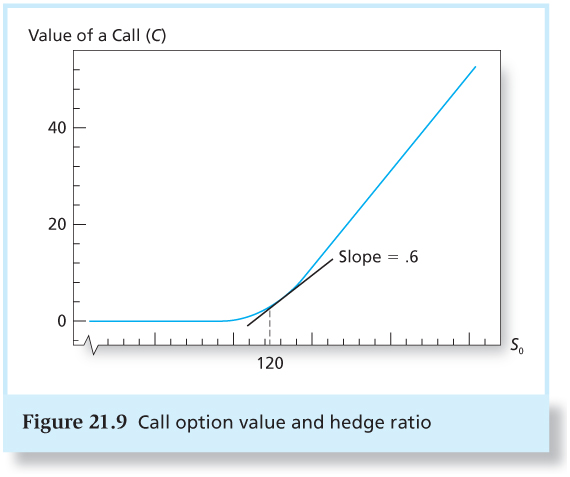 Value of a Call (C)
40
20
0
Slope = .6
S₀
120
Figure 21.9 Call option value and hedge ratio